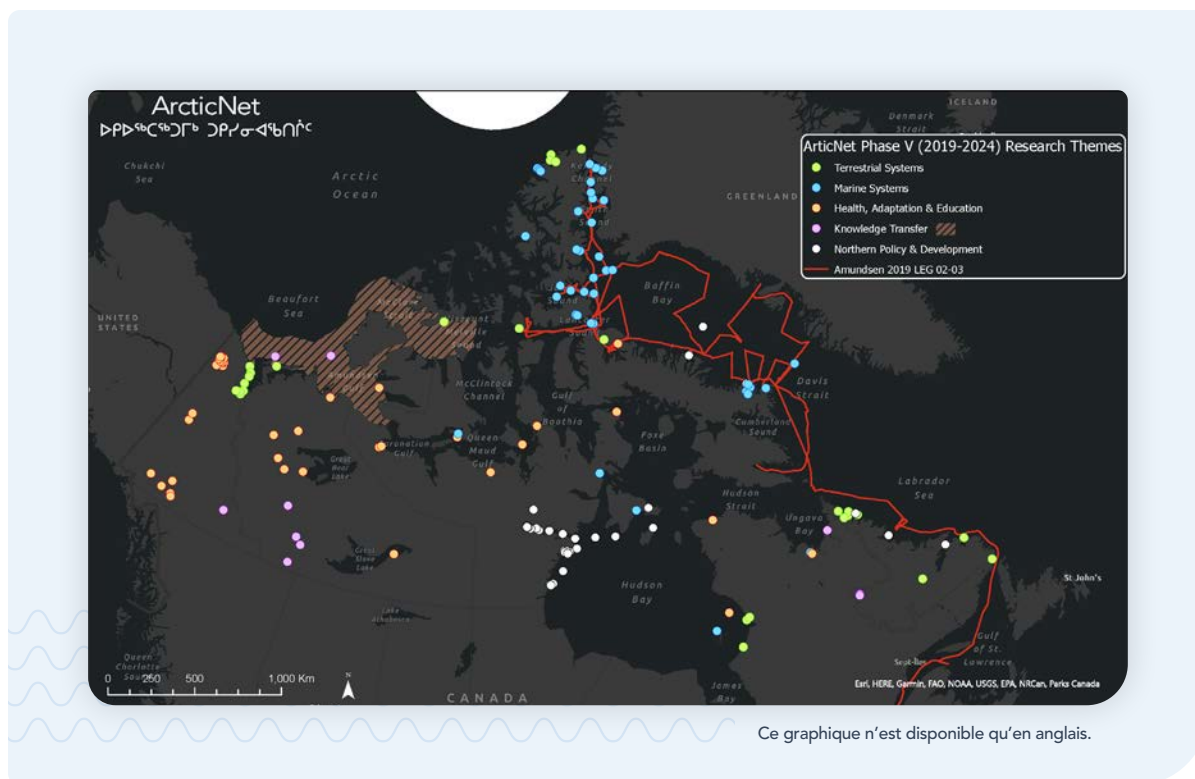 ArcticNet
ᐅᑭᐅᖅᑕᖅᑐᒥᒃ ᑐᑭᓯᓂᐊᖅᑎᒌᑦ
Chukchi
Sea
Arctic
Ocean
ICELAND
Denmark
Strait
GREENLAND
ArticNet Phase V (2019-2024) Research Themes
Terrestrial Systems
Marine Systems
Health, Adaptation & Education
Knowledge Transfer
Northern Policy & Development
Amundsen 2019 LEG 02-03
Beaufort
Sea
UNITED
STATES
Baffin
Bay
McClintock
Channel
Gulf
of
Boothia
Davis
Strait
Cumberland
Sound
Foxe
Basin
Queen
Maud
Gulf
Great
Bear
Lake
Hudson
Strait
Labrador
Sea
Ungava
Bay
Great
Slave
Lake
Hudson
Bay
Lake
Athabasca
St John's
Gulf
of St.
Lawrence
Queen
Charlotte
James
Bay
CANADA
0 250 500 1,000 Km
N
Esri, HERE, Garmin, FAO, NOAA, USGS, EPA, NRCan, Parks Canada
Ce graphique n'est disponible qu'en anglais.